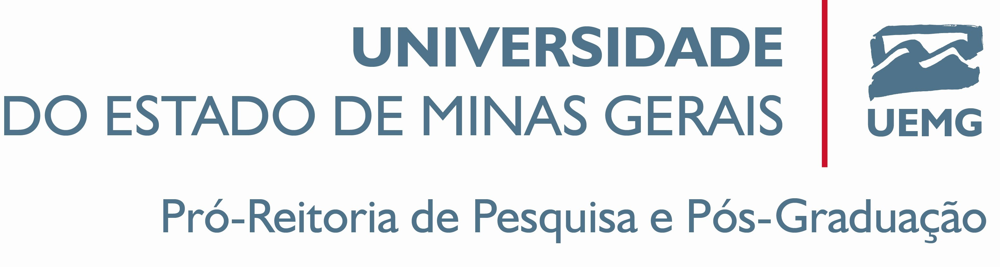 UNIVERSIDADE
DO ESTADO DE MINAS GERAIS
UEMG
Pró-Reitoria de Pesquisa e Pós-Graduação